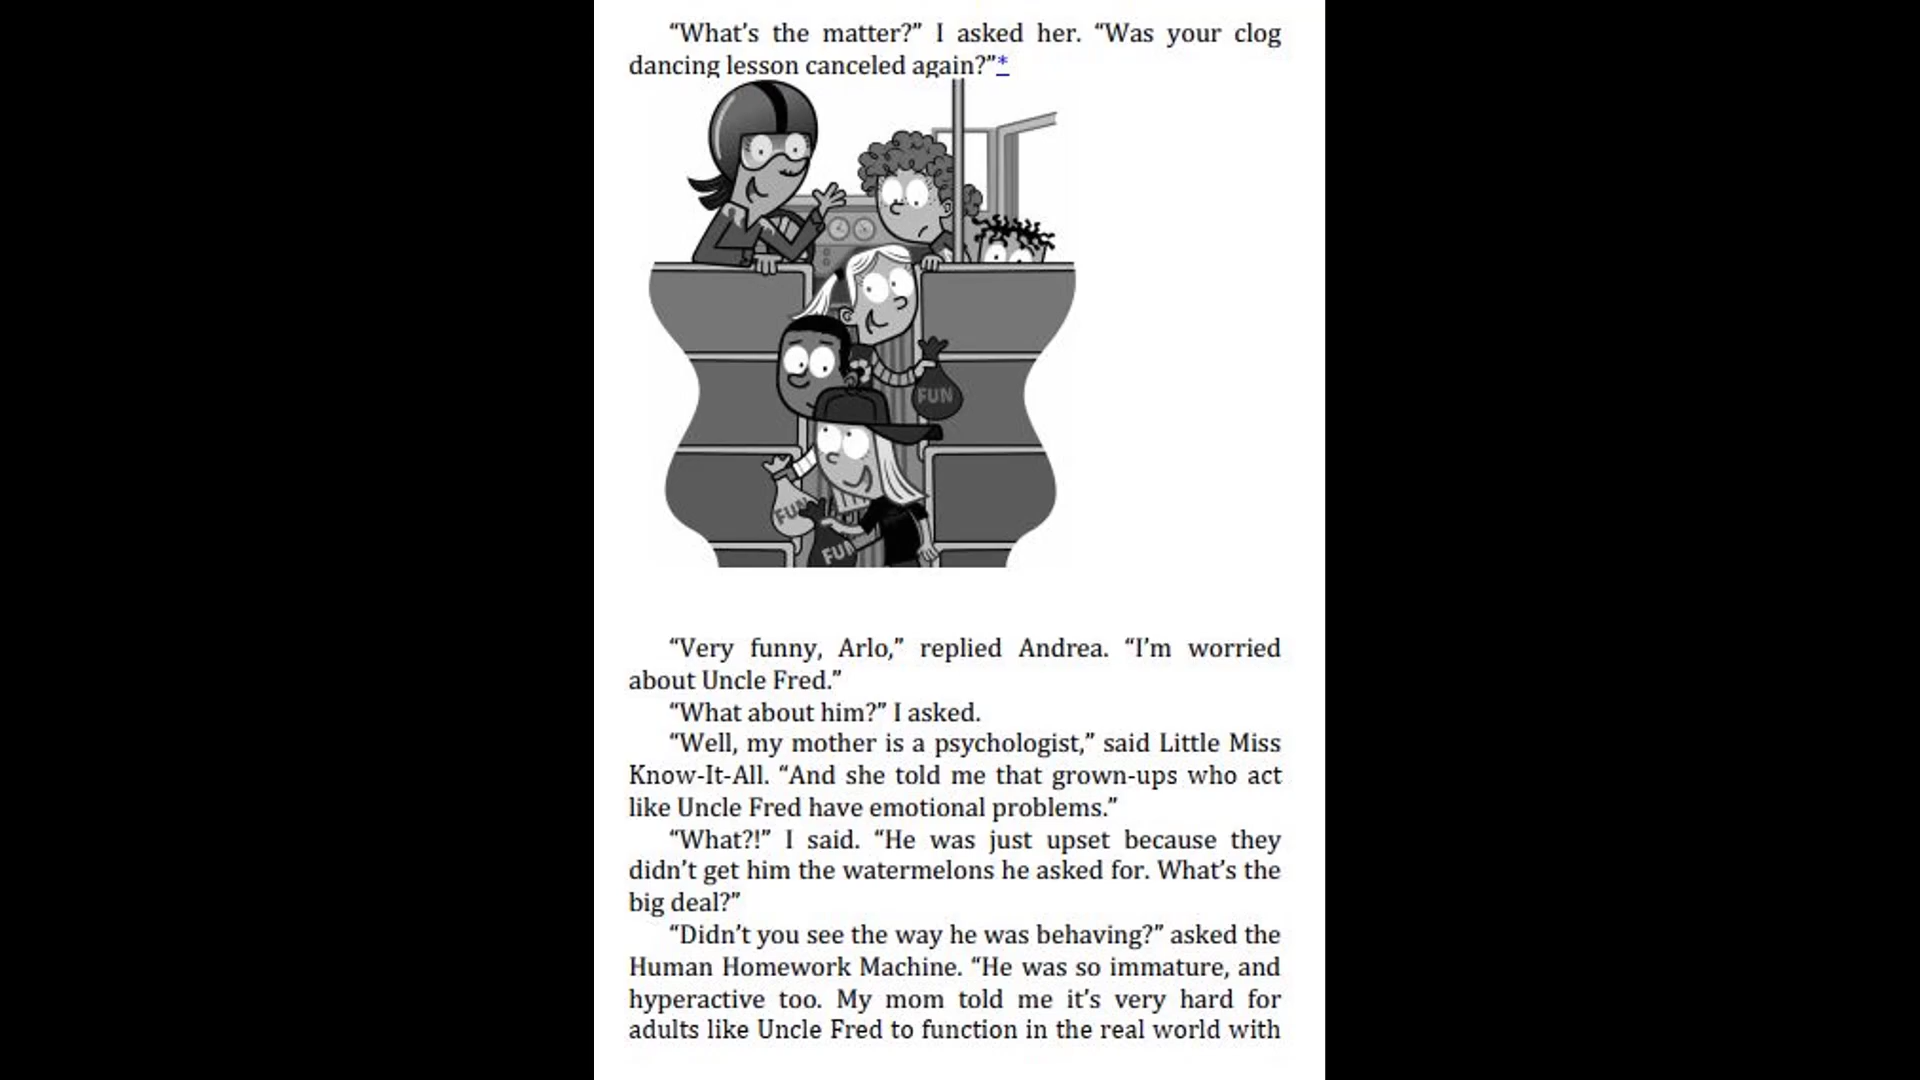 “What’s the matter?” I asked her. “Was your clog
dancing lesson canceled again?”*
FUN
FUN
FUN
“Very funny, Arlo,” replied Andrea. “I’m worried
about Uncle Fred.”
“What about him?” I asked.
“Well, my mother is a psychologist,” said Little Miss
Know-It-All. “And she told me that grown-ups who act
like Uncle Fred have emotional problems.”
“What?!” I said. “He was just upset because they
didn’t get him the watermelons he asked for. What’s the
big deal?”
“Didn’t you see the way he was behaving?” asked the
Human Homework Machine. “He was so immature, and
hyperactive too. My mom told me it’s very hard for
adults like Uncle Fred to function in the real world with